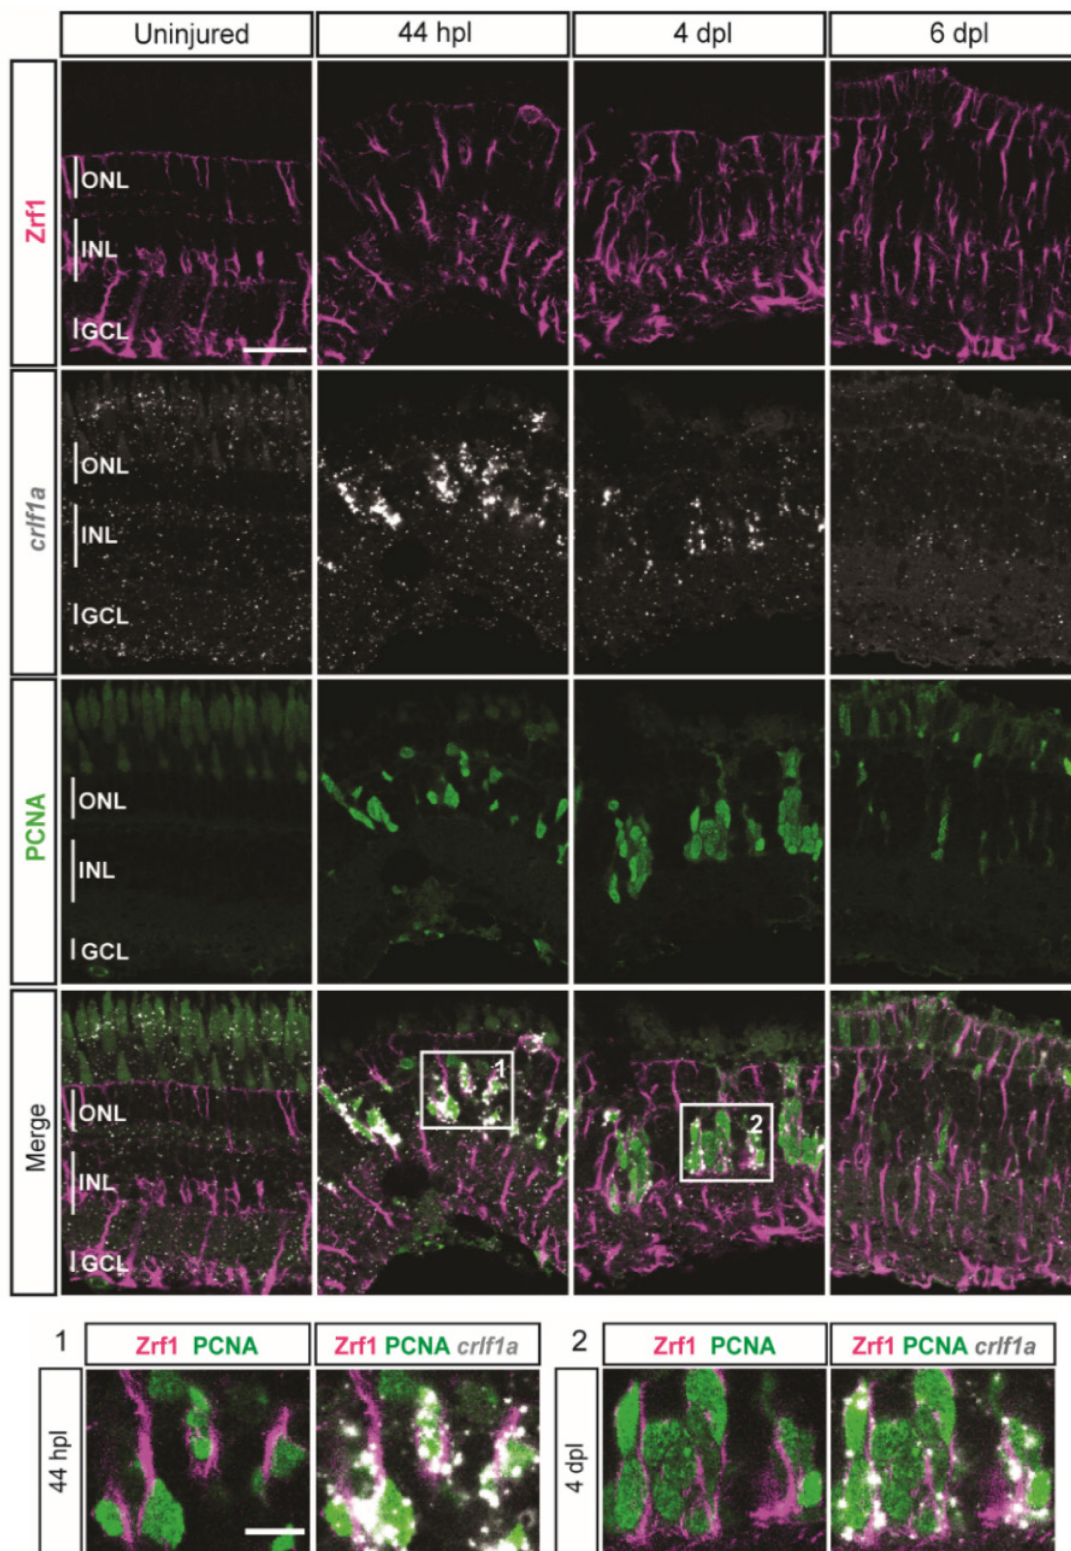 Uninjured 44 hpl 4 dpl 6 dpl
Zrf1
ONL
INL
GCL
crlf1a
ONL
INL
GCL
PCNA
ONL
INL
GCL
Merge
ONL
INL
GCL
1
2
1 Zrf1 PCNA Zrf1 PCNA crlf1a 2 Zrf1 PCNA Zrf1 PCNA crlf1a
44 hpl 4 dpl